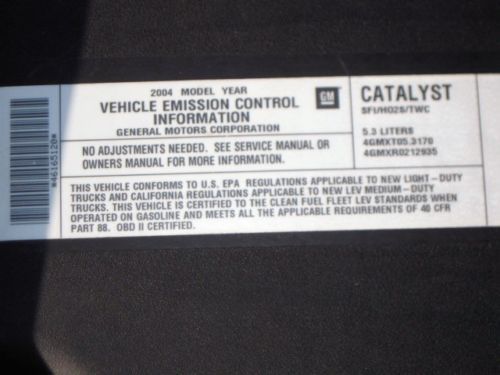 2004 MODEL YEAR
VEHICLE EMISSION CONTROL
INFORMATION
GENERAL MOTORS CORPORATION
GM
NO ADJUSTMENTS NEEDED. SEE SERVICE MANUAL OR
OWNERS MANUAL FOR MORE INFORMATION.
CATALYST
SFI/HO2S/TWC
5.3 LITERS
4GMXT05.3170
4GMXR0212935
THIS VEHICLE CONFORMS TO U.S. EPA REGULATIONS APPLICABLE TO NEW LIGHT-DUTY
TRUCKS AND CALIFORNIA REGULATIONS APPLICABLE TO NEW LEV MEDIUM-DUTY
TRUCKS. THIS VEHICLE IS CERTIFIED TO THE CLEAN FUEL FLEET LEV STANDARDS WHEN
OPERATED ON GASOLINE AND MEETS ALL THE APPLICABLE REQUIREMENTS OF 40 CFR
PART 88. OBD II CERTIFIED.
*46165120*